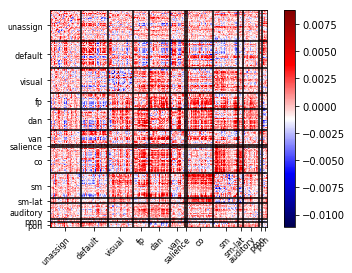 unassign
default
visual
fp
dan
van
salience
co
sm
sm-lat
auditory
pmn
pon
unassign
default
visual
fp
dan
van
salience
co
sm
sm-lat
auditory
0.0075
0.0050
0.0025
0.0000
−0.0025
−0.0050
−0.0075
−0.0100